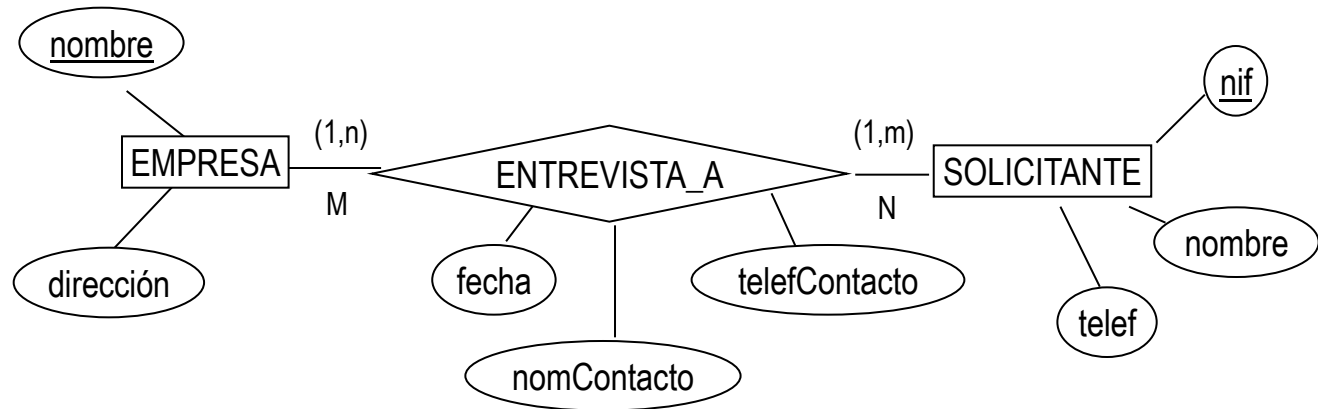 nombre
nif
(1,n)
(1,m)
EMPRESA
ENTREVISTA_A
SOLICITANTE
M
N
nombre
dirección
fecha
telefContacto
telef
nomContacto